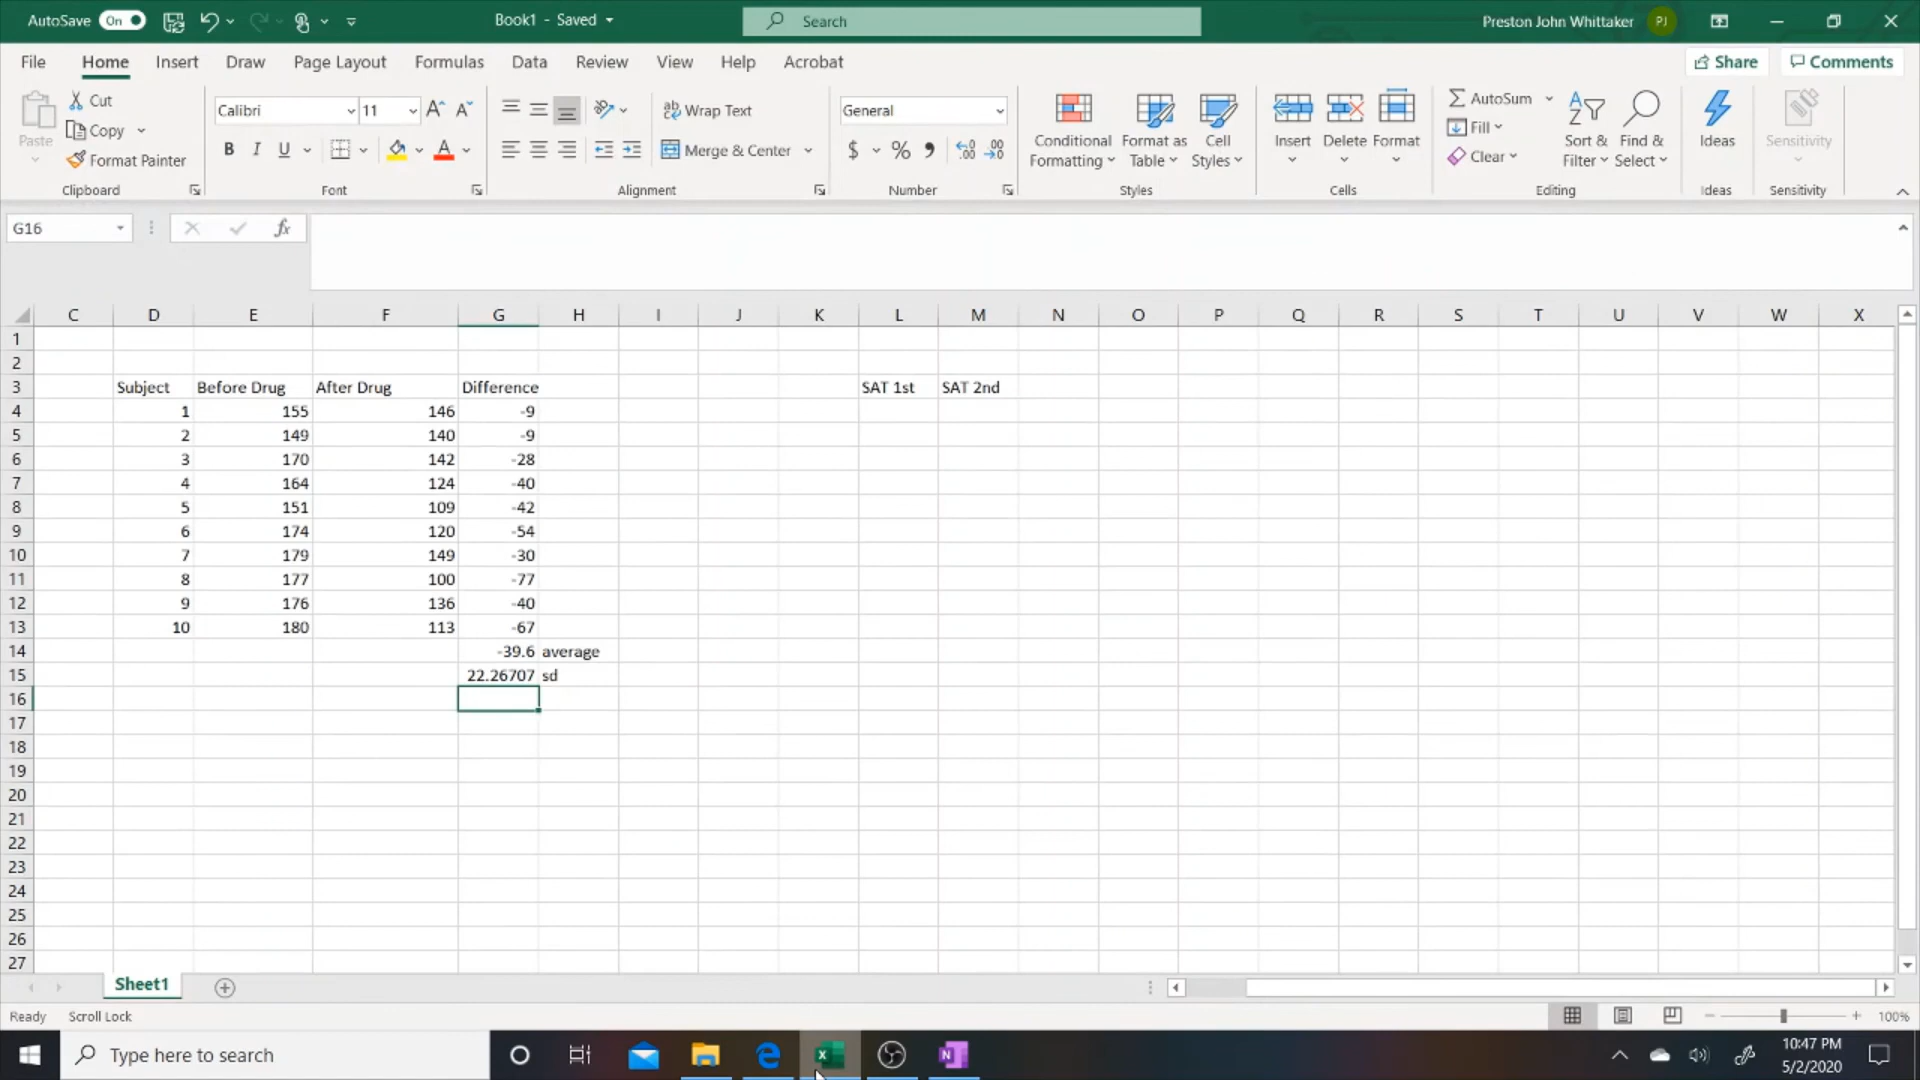 AutoSave On Book1 - Saved Search Preston John Whittaker PJ
File Home Insert Draw Page Layout Formulas Data Review View Help Acrobat Share Comments
Paste Cut Copy Format Painter Clipboard
Calibri 11 B I U A Font
Wrap Text Merge & Center Alignment
General $ % Number
Conditional Formatting Format as Table Cell Styles Styles
Insert Delete Format Cells
AutoSum Fill Clear Sort & Filter Find & Select Editing
Ideas Ideas
Sensitivity Sensitivity
G16 fx
C D E F G H I J K L M N O P Q R S T U V W X
1
2
3 Subject Before Drug After Drug Difference SAT 1st SAT 2nd
4 1 155 146 -9
5 2 149 140 -9
6 3 170 142 -28
7 4 164 124 -40
8 5 151 109 -42
9 6 174 120 -54
10 7 179 149 -30
11 8 177 100 -77
12 9 176 136 -40
13 10 180 113 -67
14 -39.6 average
15 22.26707 sd
16
17
18
19
20
21
22
23
24
25
26
27
Sheet1
Ready Scroll Lock 100%
Type here to search 10:47 PM
5/2/2020